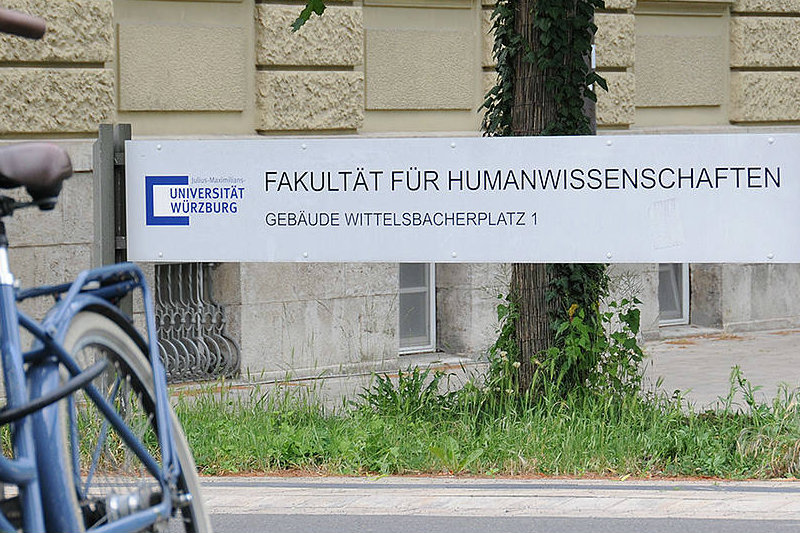 Julius-Maximilians-
UNIVERSITÄT
WÜRZBURG
FAKULTÄT FÜR HUMANWISSENSCHAFTEN
GEBÄUDE WITTELSBACHERPLATZ 1